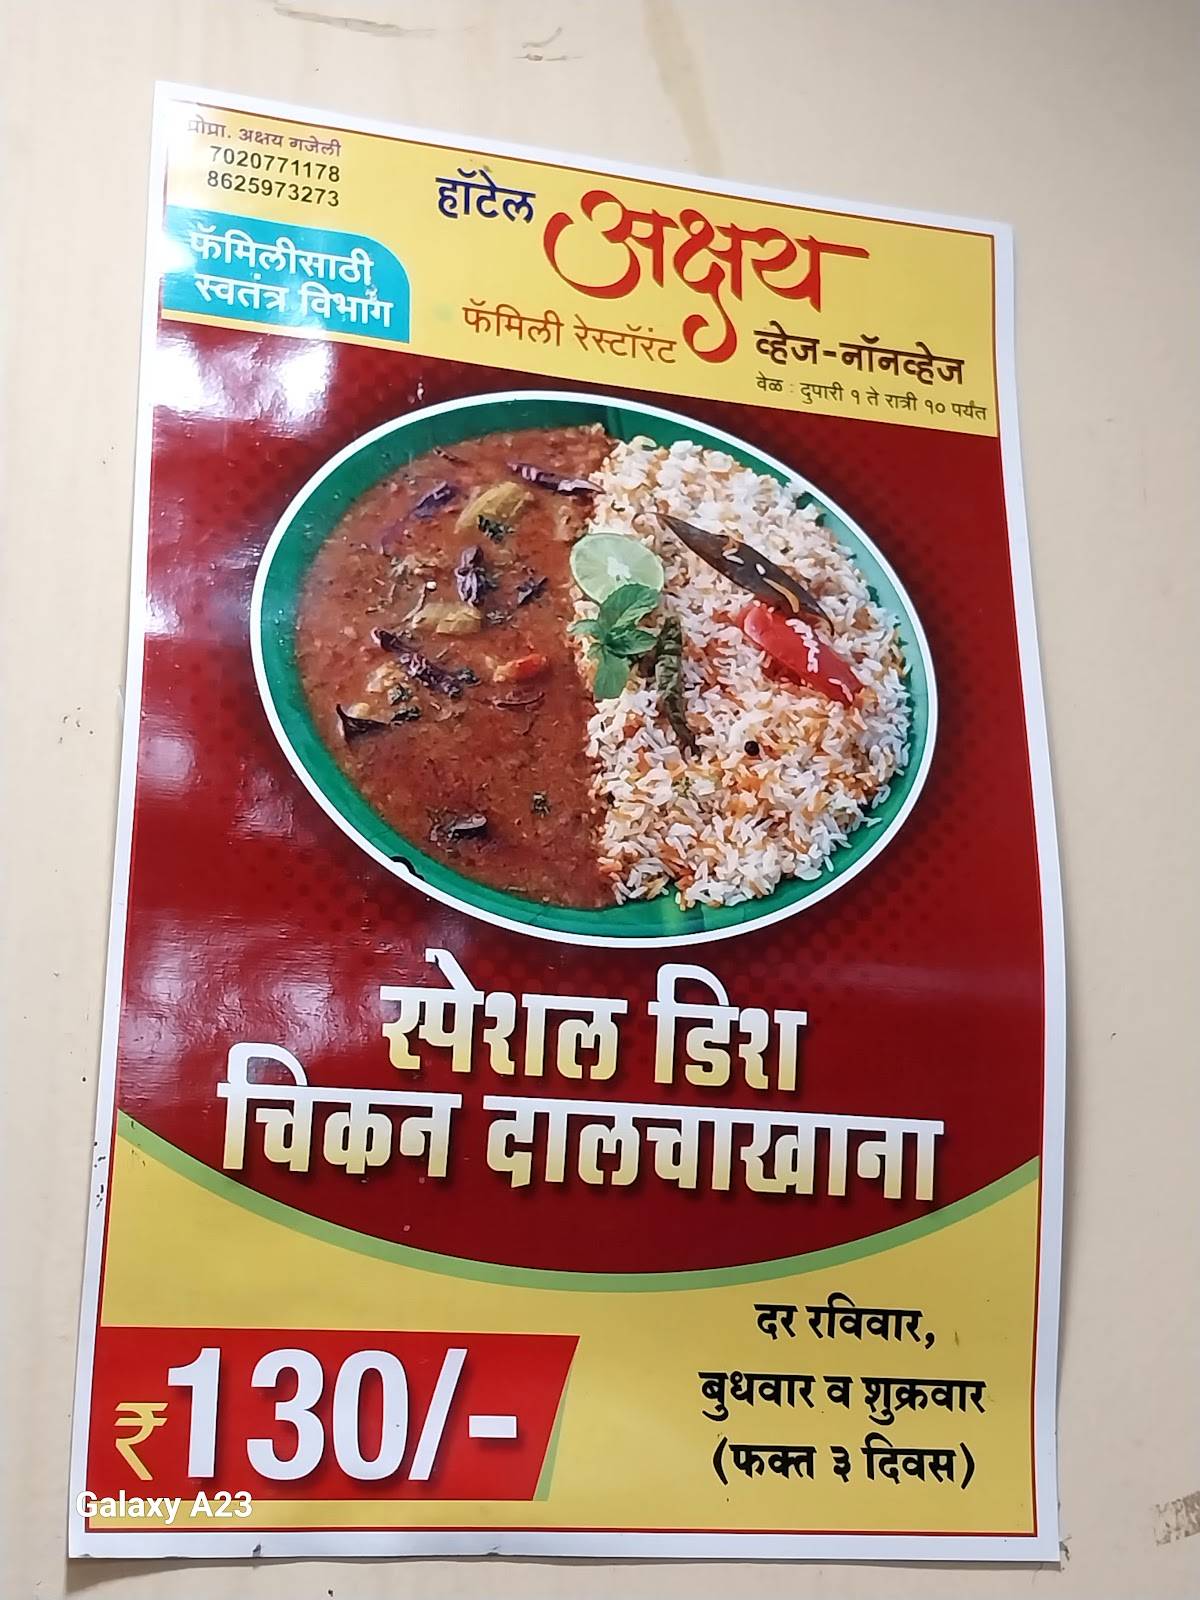 प्रोप्रा. अक्षय गजेली
7020771178
8625973273
फॅमिलीसाठी
स्वतंत्र विभाग
हॉटेल अक्षय
फॅमिली रेस्टॉरंट
व्हेज-नॉनव्हेज
वेळ : दुपारी १ ते रात्री १० पर्यंत
स्पेशल डिश
चिकन दालचाखाना
₹130/-
दर रविवार,
बुधवार व शुक्रवार
(फक्त ३ दिवस)
Galaxy A23